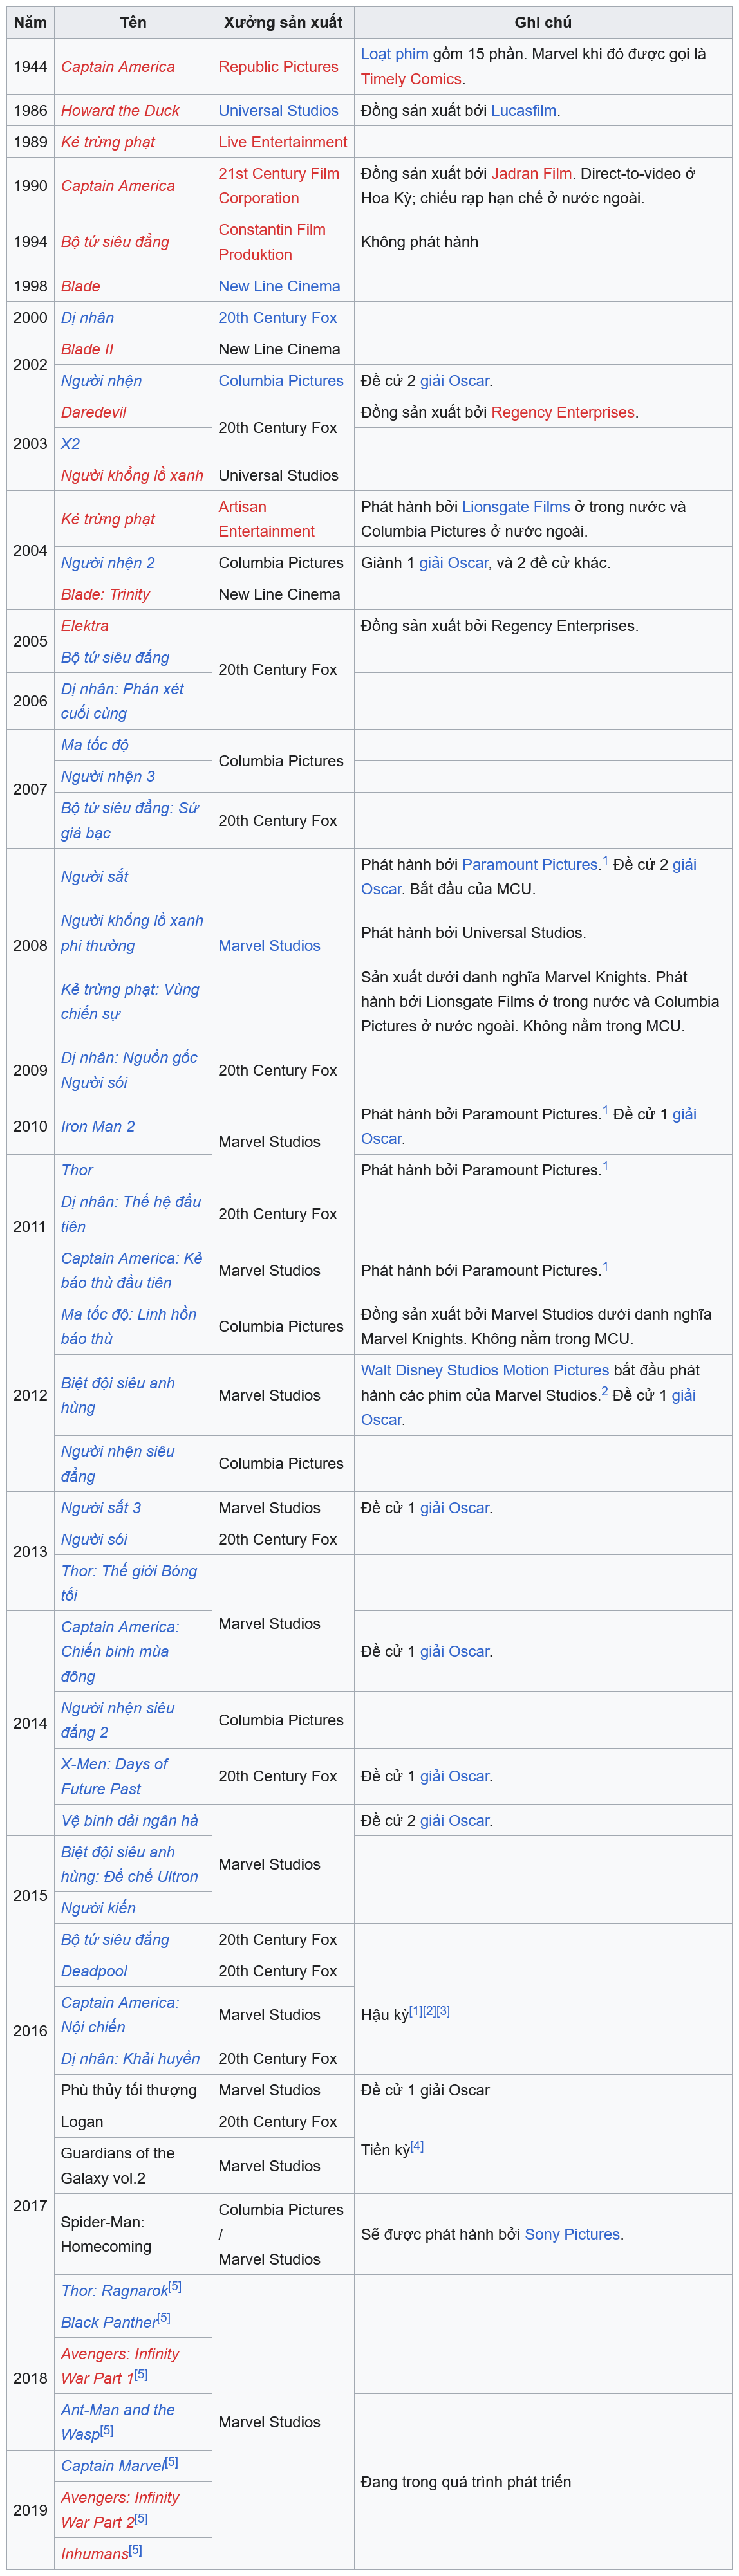 Năm Tên Xưởng sản xuất Ghi chú
1944 Captain America Republic Pictures Loạt phim gồm 15 phần. Marvel khi đó được gọi là
Timely Comics.
1986 Howard the Duck Universal Studios Đồng sản xuất bởi Lucasfilm.
1989 Kẻ trừng phạt Live Entertainment
1990 Captain America 21st Century Film
Corporation Đồng sản xuất bởi Jadran Film. Direct-to-video ở
Hoa Kỳ; chiếu rạp hạn chế ở nước ngoài.
1994 Bộ tứ siêu đẳng Constantin Film
Produktion Không phát hành
1998 Blade New Line Cinema
2000 Dị nhân 20th Century Fox
2002 Blade II New Line Cinema
Người nhện Columbia Pictures Đề cử 2 giải Oscar.
2003 Daredevil 20th Century Fox Đồng sản xuất bởi Regency Enterprises.
X2
Người khổng lồ xanh Universal Studios
2004 Kẻ trừng phạt Artisan
Entertainment Phát hành bởi Lionsgate Films ở trong nước và
Columbia Pictures ở nước ngoài.
Người nhện 2 Columbia Pictures Giành 1 giải Oscar, và 2 đề cử khác.
Blade: Trinity New Line Cinema
2005 Elektra 20th Century Fox Đồng sản xuất bởi Regency Enterprises.
Bộ tứ siêu đẳng
2006 Dị nhân: Phán xét
cuối cùng
2007 Ma tốc độ Columbia Pictures
Người nhện 3
Bộ tứ siêu đẳng: Sứ
giả bạc 20th Century Fox
2008 Người sắt Marvel Studios Phát hành bởi Paramount Pictures.1 Đề cử 2 giải
Oscar. Bắt đầu của MCU.
Người khổng lồ xanh
phi thường Phát hành bởi Universal Studios.
Kẻ trừng phạt: Vùng
chiến sự Sản xuất dưới danh nghĩa Marvel Knights. Phát
hành bởi Lionsgate Films ở trong nước và Columbia
Pictures ở nước ngoài. Không nằm trong MCU.
2009 Dị nhân: Nguồn gốc
Người sói 20th Century Fox
2010 Iron Man 2 Marvel Studios Phát hành bởi Paramount Pictures.1 Đề cử 1 giải
Oscar.
2011 Thor Phát hành bởi Paramount Pictures.1
Dị nhân: Thế hệ đầu
tiên 20th Century Fox
Captain America: Kẻ
báo thù đầu tiên Marvel Studios Phát hành bởi Paramount Pictures.1
2012 Ma tốc độ: Linh hồn
báo thù Columbia Pictures Đồng sản xuất bởi Marvel Studios dưới danh nghĩa
Marvel Knights. Không nằm trong MCU.
Biệt đội siêu anh
hùng Marvel Studios Walt Disney Studios Motion Pictures bắt đầu phát
hành các phim của Marvel Studios.2 Đề cử 1 giải
Oscar.
Người nhện siêu
đẳng Columbia Pictures
2013 Người sắt 3 Marvel Studios Đề cử 1 giải Oscar.
Người sói 20th Century Fox
Thor: Thế giới Bóng
tối Marvel Studios
2014 Captain America:
Chiến binh mùa
đông Đề cử 1 giải Oscar.
Người nhện siêu
đẳng 2 Columbia Pictures
X-Men: Days of
Future Past 20th Century Fox Đề cử 1 giải Oscar.
Vệ binh dải ngân hà Marvel Studios Đề cử 2 giải Oscar.
2015 Biệt đội siêu anh
hùng: Đế chế Ultron
Người kiến
Bộ tứ siêu đẳng 20th Century Fox
2016 Deadpool 20th Century Fox Hậu kỳ[1][2][3]
Captain America:
Nội chiến Marvel Studios
Dị nhân: Khải huyền 20th Century Fox
Phù thủy tối thượng Marvel Studios Đề cử 1 giải Oscar
2017 Logan 20th Century Fox Tiền kỳ[4]
Guardians of the
Galaxy vol.2 Marvel Studios
Spider-Man:
Homecoming Columbia Pictures
/
Marvel Studios Sẽ được phát hành bởi Sony Pictures.
Thor: Ragnarok[5] Marvel Studios
2018 Black Panther[5]
Avengers: Infinity
War Part 1[5]
Ant-Man and the
Wasp[5] Đang trong quá trình phát triển
2019 Captain Marvel[5]
Avengers: Infinity
War Part 2[5]
Inhumans[5]